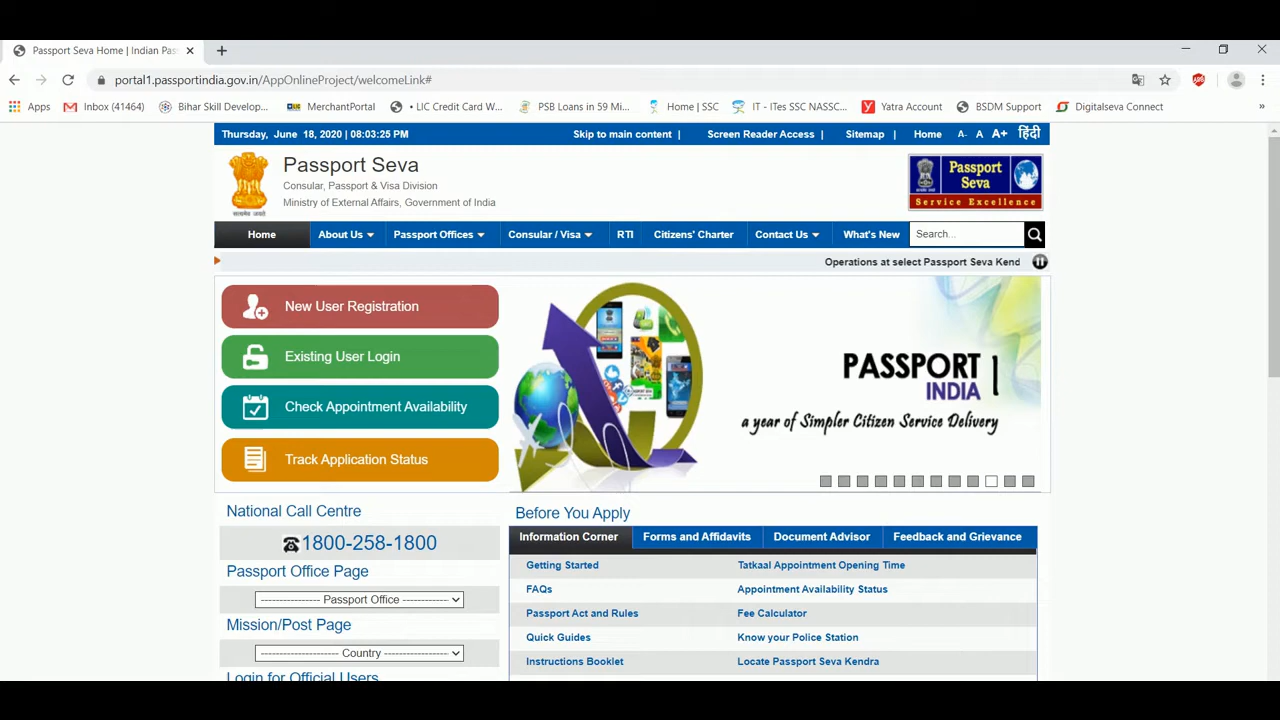 Passport Seva Home | Indian Pas
portal1.passportindia.gov.in/AppOnlineProject/welcomeLink#
Apps Inbox (41464) Bihar Skill Develop... MerchantPortal • LIC Credit Card W... PSB Loans in 59 Mi... Home | SSC IT - ITes SSC NASSC... Yatra Account BSDM Support Digitalseva Connect »
Thursday, June 18, 2020 | 08:03:25 PM Skip to main content | Screen Reader Access | Sitemap | Home A- A A+ हिंदी
Passport Seva
Consular, Passport & Visa Division
Ministry of External Affairs, Government of India
सत्यमेव जयते
Passport
Seva
Service Excellence
Home About Us Passport Offices Consular / Visa RTI Citizens' Charter Contact Us What's New Search...
Operations at select Passport Seva Kend
New User Registration
Existing User Login
Check Appointment Availability
Track Application Status
PASSPORT
INDIA
a year of Simpler Citizen Service Delivery
National Call Centre
1800-258-1800
Passport Office Page
---------------- Passport Office ----------------
Mission/Post Page
-------------------- Country --------------------
Login for Official Users
Before You Apply
Information Corner Forms and Affidavits Document Advisor Feedback and Grievance
Getting Started Tatkaal Appointment Opening Time
FAQs Appointment Availability Status
Passport Act and Rules Fee Calculator
Quick Guides Know your Police Station
Instructions Booklet Locate Passport Seva Kendra